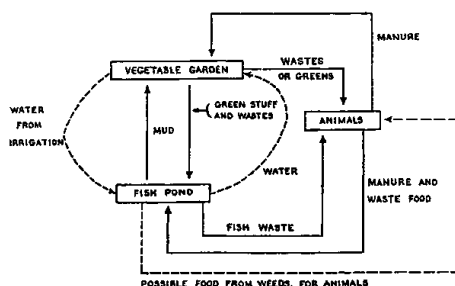 MANURE
VEGETABLE GARDEN
WASTES
OR GREENS
WATER
FROM
IRRIGATION
MUD
GREEN STUFF
AND WASTES
ANIMALS
WATER
MANURE AND
WASTE FOOD
FISH POND
FISH WASTE
POSSIBLE FOOD FROM WEEDS, FOR ANIMALS